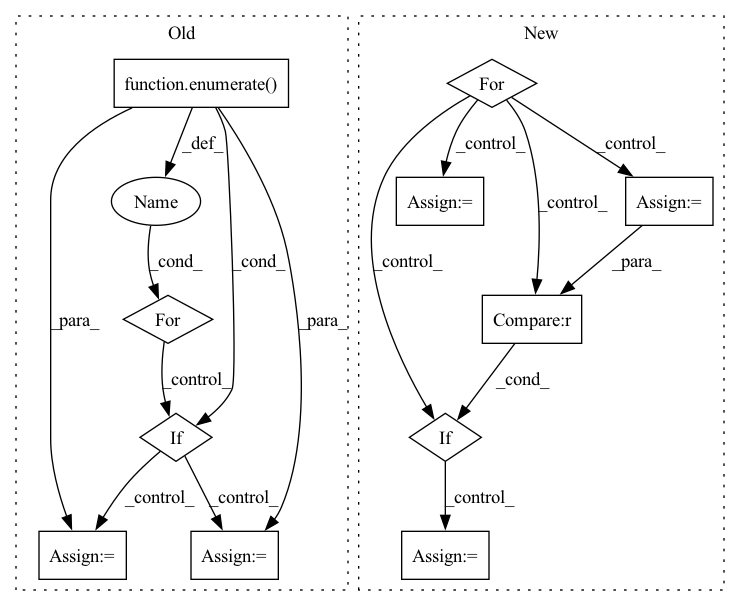 Old
New
function.enumerate()
For
_def_
_control_
_control_
Name
Assign:=
Assign:=
_cond_
_cond_
_control_
_control_
_para_
_para_
_para_
For
Compare:r
_control_
_cond_
If
If
_control_
_control_
_control_
Assign:=
Assign:=
Assign:=